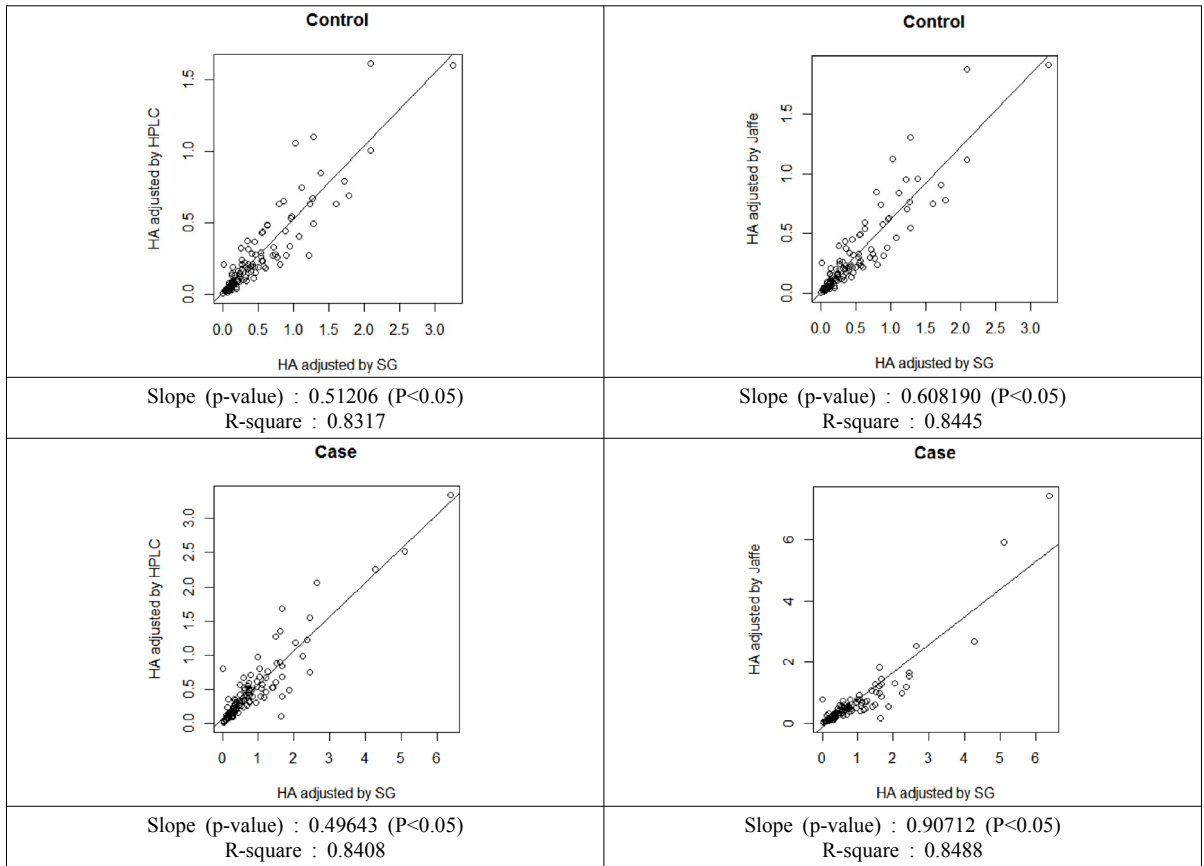 Control
HA adjusted by HPLC
1.5
1.0
0.5
0.0
0.0 0.5 1.0 1.5 2.0 2.5 3.0
HA adjusted by SG
Slope (p-value) : 0.51206 (P<0.05)
R-square : 0.8317
Control
HA adjusted by Jaffe
1.5
1.0
0.5
0.0
0.0 0.5 1.0 1.5 2.0 2.5 3.0
HA adjusted by SG
Slope (p-value) : 0.608190 (P<0.05)
R-square : 0.8445
Case
HA adjusted by HPLC
3.0
2.5
2.0
1.5
1.0
0.5
0.0
0 1 2 3 4 5 6
HA adjusted by SG
Slope (p-value) : 0.49643 (P<0.05)
R-square : 0.8408
Case
HA adjusted by Jaffe
6
4
2
0
0 1 2 3 4 5 6
HA adjusted by SG
Slope (p-value) : 0.90712 (P<0.05)
R-square : 0.8488